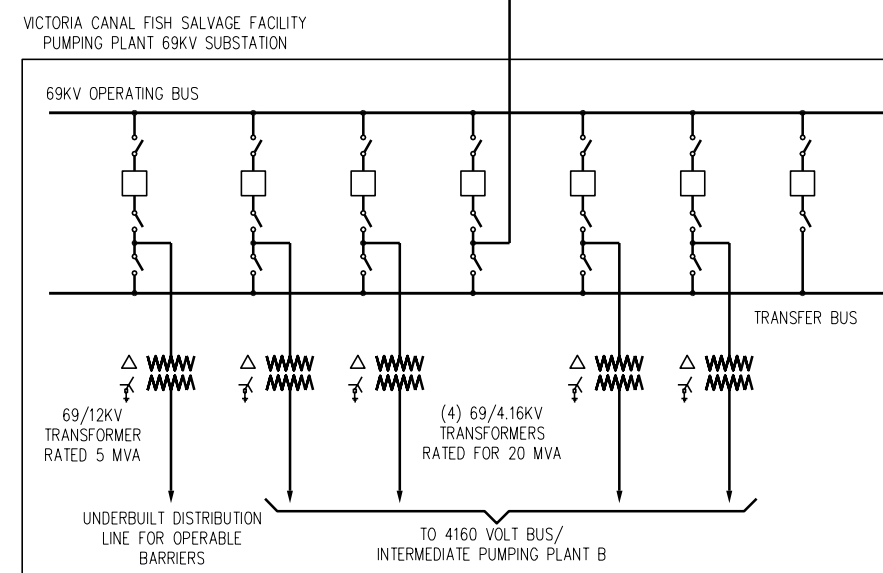 VICTORIA CANAL FISH SALVAGE FACILITY
PUMPING PLANT 69KV SUBSTATION
69KV OPERATING BUS
TRANSFER BUS
69/12KV
TRANSFORMER
RATED 5 MVA
(4) 69/4.16KV
TRANSFORMERS
RATED FOR 20 MVA
UNDERBUILT DISTRIBUTION
LINE FOR OPERABLE
BARRIERS
TO 4160 VOLT BUS/
INTERMEDIATE PUMPING PLANT B